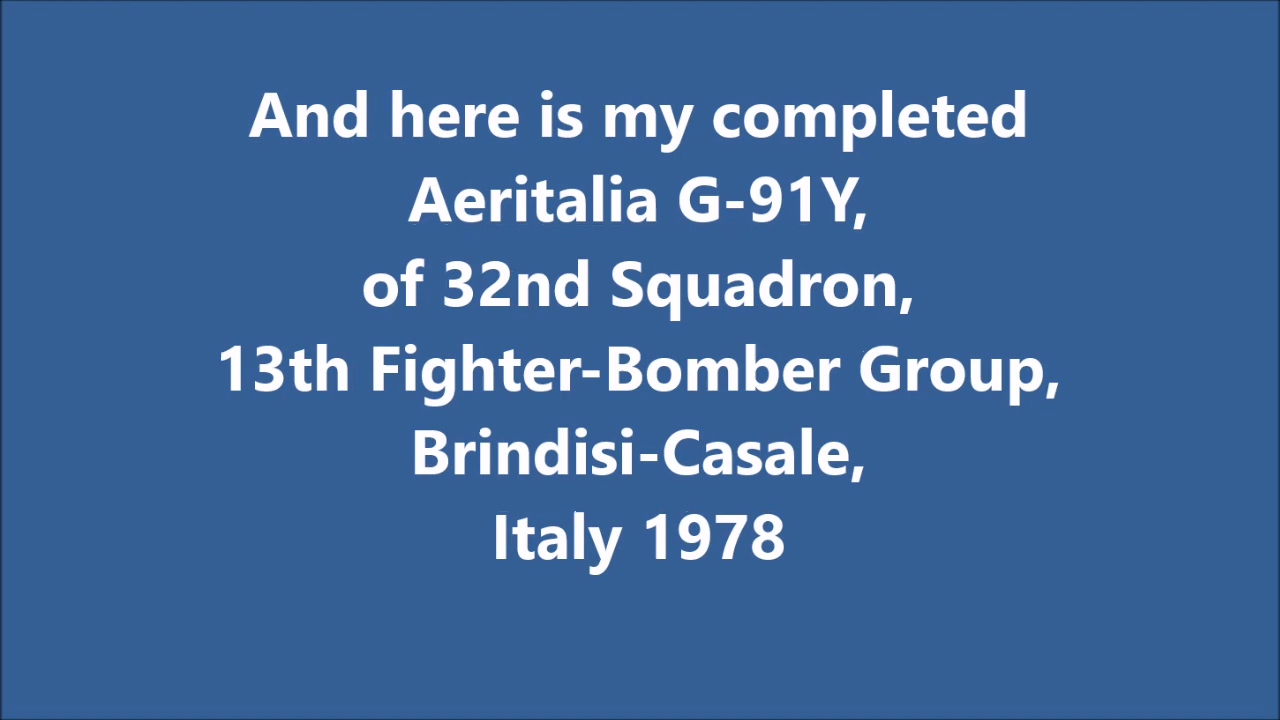 And here is my completed
Aeritalia G-91Y,
of 32nd Squadron,
13th Fighter-Bomber Group,
Brindisi-Casale,
Italy 1978